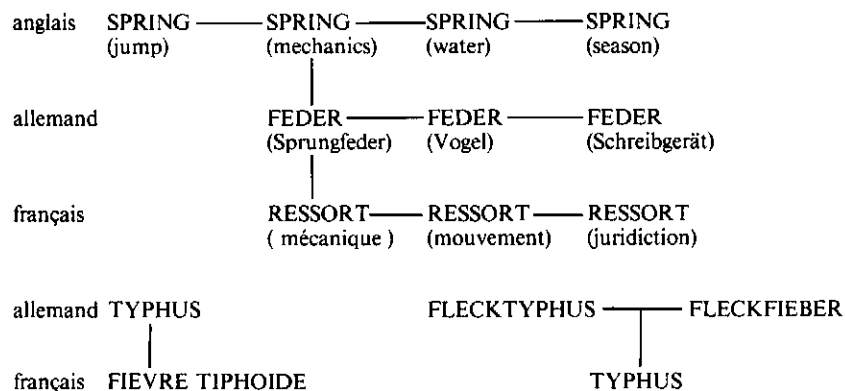 anglais SPRING SPRING SPRING SPRING
(jump) (mechanics) (water) (season)
allemand FEDER FEDER FEDER
(Sprungfeder) (Vogel) (Schreibgerät)
français RESSORT RESSORT RESSORT
( mécanique ) (mouvement) (juridiction)
allemand TYPHUS FLECKTYPHUS FLECKFIEBER
français FIEVRE TIPHOIDE TYPHUS